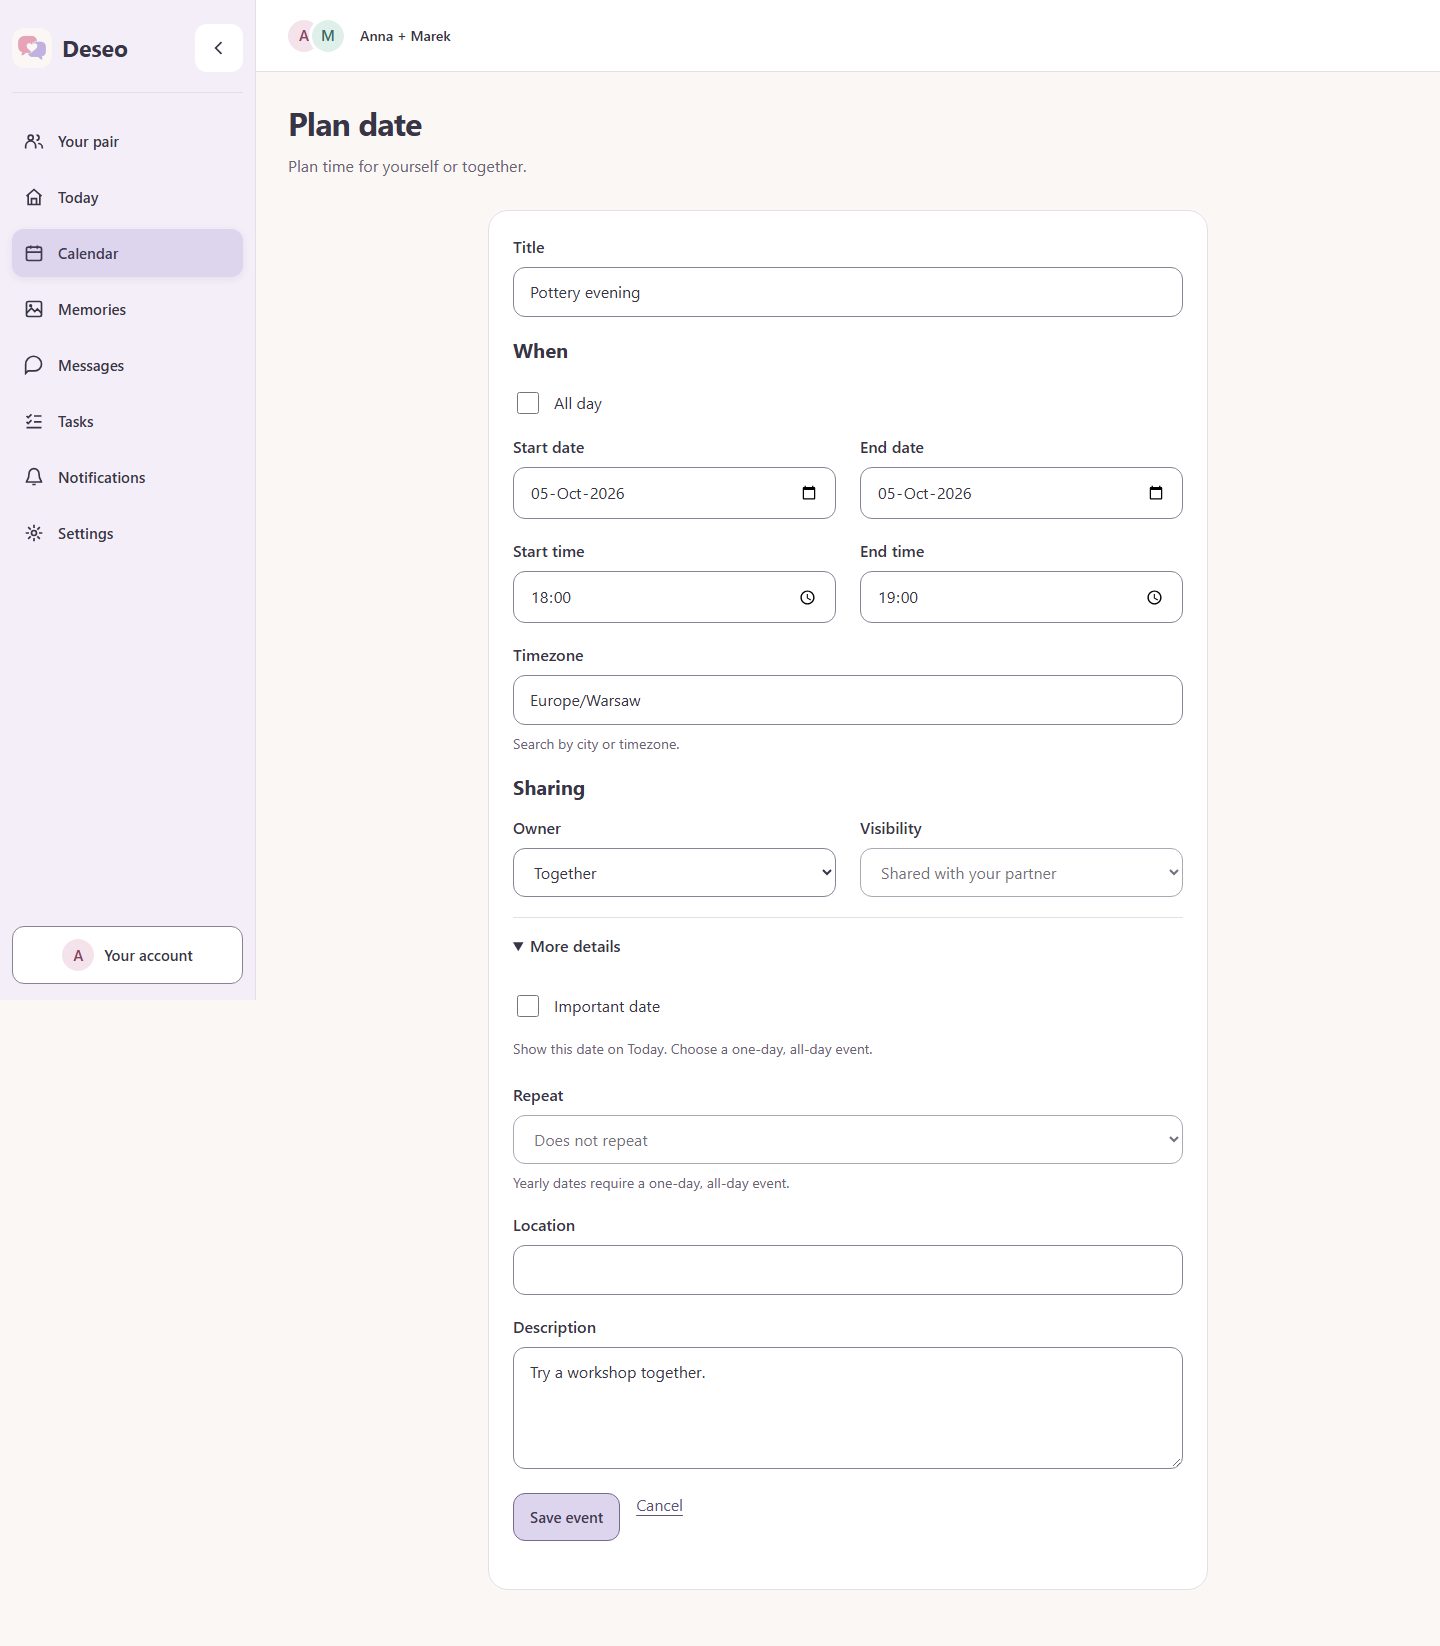 Deseo
Your pair
Today
Calendar
Memories
Messages
Tasks
Notifications
Settings
A Your account
A M Anna + Marek
Plan date
Plan time for yourself or together.
Title
Pottery evening
When
All day
Start date End date
05-Oct-2026 05-Oct-2026
Start time End time
18:00 19:00
Timezone
Europe/Warsaw
Search by city or timezone.
Sharing
Owner Visibility
Together Shared with your partner
More details
Important date
Show this date on Today. Choose a one-day, all-day event.
Repeat
Does not repeat
Yearly dates require a one-day, all-day event.
Location
Description
Try a workshop together.
Save event Cancel